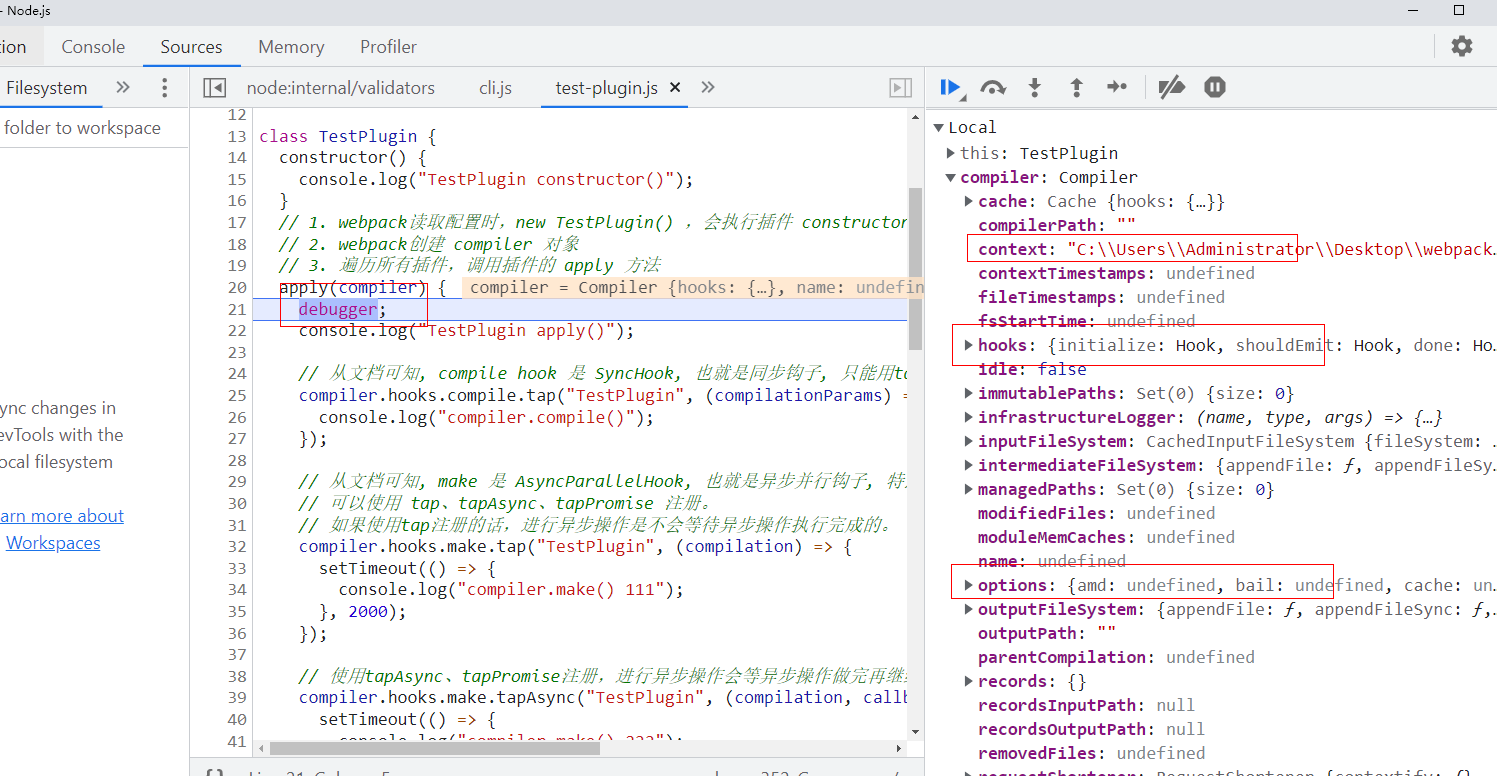 - Node.js
ion Console Sources Memory Profiler
Filesystem
folder to workspace
ync changes in
evTools with the
ocal filesystem
arn more about
Workspaces
node:internal/validators cli.js test-plugin.js
12
13 class TestPlugin {
14 constructor() {
15 console.log("TestPlugin constructor()");
16 }
17 // 1. webpack读取配置时，new TestPlugin() ，会执行插件 constructor
18 // 2. webpack创建 compiler 对象
19 // 3. 遍历所有插件，调用插件的 apply 方法
20 apply(compiler) { compiler = Compiler {hooks: {…}, name: undefin
21 debugger;
22 console.log("TestPlugin apply()");
23
24 // 从文档可知, compile hook 是 SyncHook, 也就是同步钩子, 只能用ta
25 compiler.hooks.compile.tap("TestPlugin", (compilationParams) =
26 console.log("compiler.compile()");
27 });
28
29 // 从文档可知, make 是 AsyncParallelHook, 也就是异步并行钩子, 特
30 // 可以使用 tap、tapAsync、tapPromise 注册。
31 // 如果使用tap注册的话，进行异步操作是不会等待异步操作执行完成的。
32 compiler.hooks.make.tap("TestPlugin", (compilation) => {
33 setTimeout(() => {
34 console.log("compiler.make() 111");
35 }, 2000);
36 });
37
38 // 使用tapAsync、tapPromise注册，进行异步操作会等异步操作做完再继
39 compiler.hooks.make.tapAsync("TestPlugin", (compilation, callb
40 setTimeout(() => {
41 console.log("compiler.make() 222");
Local
this: TestPlugin
compiler: Compiler
cache: Cache {hooks: {…}}
compilerPath: ""
context: "C:\\Users\\Administrator\\Desktop\\webpack…
contextTimestamps: undefined
fileTimestamps: undefined
fsStartTime: undefined
hooks: {initialize: Hook, shouldEmit: Hook, done: Ho…
idle: false
immutablePaths: Set(0) {size: 0}
infrastructureLogger: (name, type, args) => {…}
inputFileSystem: CachedInputFileSystem {fileSystem: …
intermediateFileSystem: {appendFile: ƒ, appendFileSy…
managedPaths: Set(0) {size: 0}
modifiedFiles: undefined
moduleMemCaches: undefined
name: undefined
options: {amd: undefined, bail: undefined, cache: un…
outputFileSystem: {appendFile: ƒ, appendFileSync: ƒ,…
outputPath: ""
parentCompilation: undefined
records: {}
recordsInputPath: null
recordsOutputPath: null
removedFiles: undefined